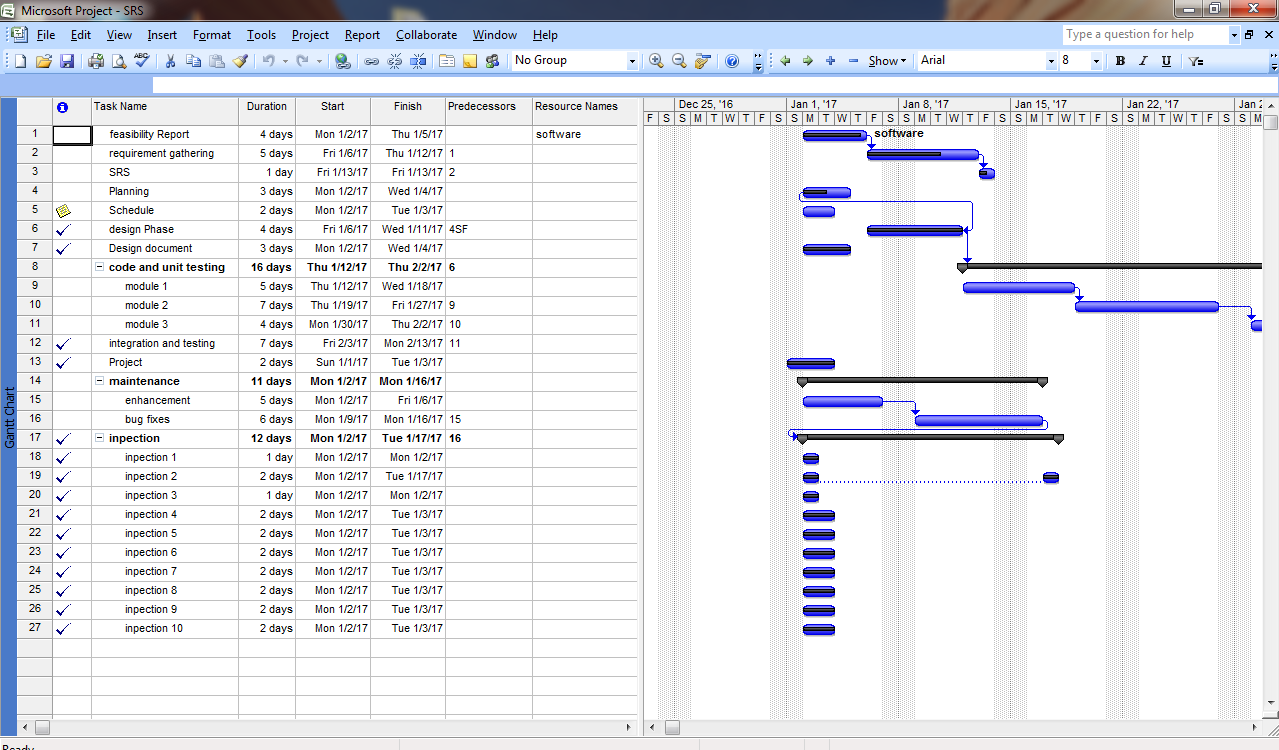 Microsoft Project - SRS
File Edit View Insert Format Tools Project Report Collaborate Window Help
Type a question for help
No Group Show Arial 8 B I U
Task Name Duration Start Finish Predecessors Resource Names
Dec 25, '16 Jan 1, '17 Jan 8, '17 Jan 15, '17 Jan 22, '17 Jan 2
F S S M T W T F S S M T W T F S S M T W T F S S M T W T F S S M T W T F S S M
1 feasibility Report 4 days Mon 1/2/17 Thu 1/5/17 software
software
2 requirement gathering 5 days Fri 1/6/17 Thu 1/12/17 1
3 SRS 1 day Fri 1/13/17 Fri 1/13/17 2
4 Planning 3 days Mon 1/2/17 Wed 1/4/17
5 Schedule 2 days Mon 1/2/17 Tue 1/3/17
6 design Phase 4 days Fri 1/6/17 Wed 1/11/17 4SF
7 Design document 3 days Mon 1/2/17 Wed 1/4/17
8 code and unit testing 16 days Thu 1/12/17 Thu 2/2/17 6
9 module 1 5 days Thu 1/12/17 Wed 1/18/17
10 module 2 7 days Thu 1/19/17 Fri 1/27/17 9
11 module 3 4 days Mon 1/30/17 Thu 2/2/17 10
12 integration and testing 7 days Fri 2/3/17 Mon 2/13/17 11
13 Project 2 days Sun 1/1/17 Tue 1/3/17
14 maintenance 11 days Mon 1/2/17 Mon 1/16/17
15 enhancement 5 days Mon 1/2/17 Fri 1/6/17
16 bug fixes 6 days Mon 1/9/17 Mon 1/16/17 15
17 inpection 12 days Mon 1/2/17 Tue 1/17/17 16
18 inpection 1 1 day Mon 1/2/17 Mon 1/2/17
19 inpection 2 2 days Mon 1/2/17 Tue 1/17/17
20 inpection 3 1 day Mon 1/2/17 Mon 1/2/17
21 inpection 4 2 days Mon 1/2/17 Tue 1/3/17
22 inpection 5 2 days Mon 1/2/17 Tue 1/3/17
23 inpection 6 2 days Mon 1/2/17 Tue 1/3/17
24 inpection 7 2 days Mon 1/2/17 Tue 1/3/17
25 inpection 8 2 days Mon 1/2/17 Tue 1/3/17
26 inpection 9 2 days Mon 1/2/17 Tue 1/3/17
27 inpection 10 2 days Mon 1/2/17 Tue 1/3/17
Gantt Chart
Ready